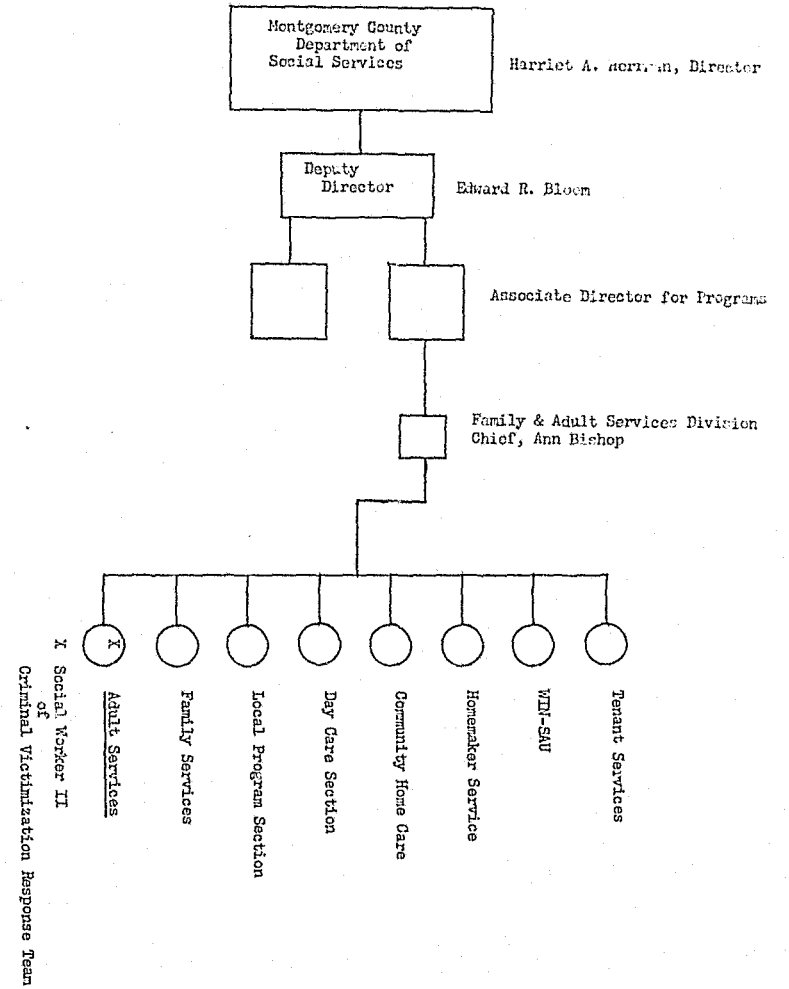 Montgomery County
Department of
Social Services
Harriet A. Director
Deputy
Director
Edward R. Bloom
Associate Director for Programs
Family & Adult Services Division
Chief, Ann Bishop
X
Tenant Services
WIN-SAU
Homemaker Service
Community Home Care
Day Care Section
Local Program Section
Family Services
Adult Services
X Social Worker II
of
Criminal Victimization Response Team